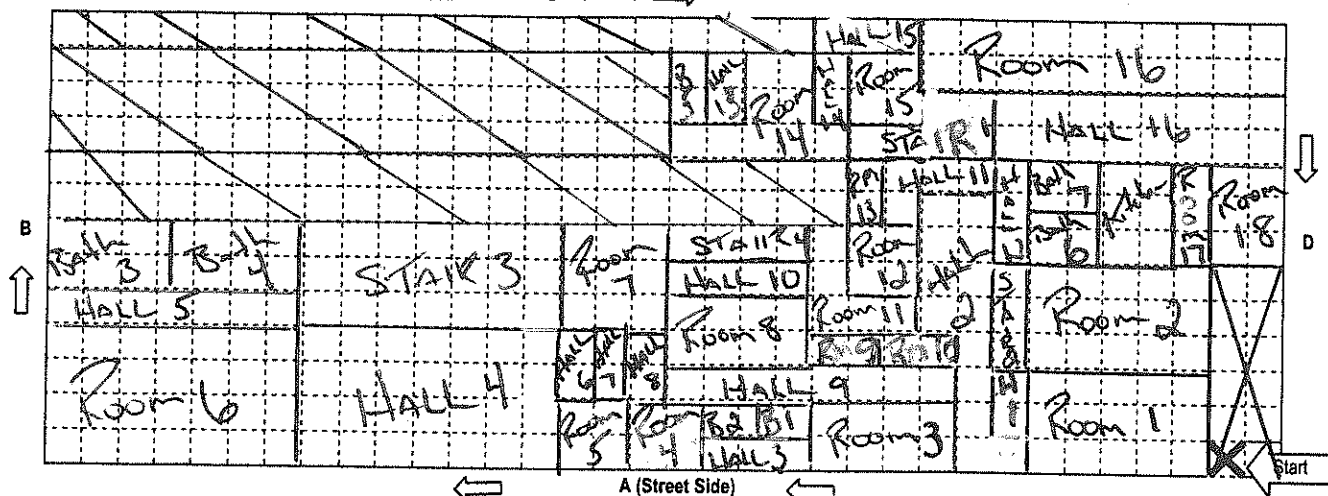 HALL 15
Room 16
B 5
HALL 13
Room 14
HALL 14
Room 15
STAIR 1
HALL 16
RM 13
HALL 11
Bath 7
Kitchen
ROOM 17
Room 18
B
D
Bath 3
Bath 4
STAIR 3
Room 7
STAIR 4
Room 12
HALL 2
Bath 6
HALL 5
HALL 10
Room 8
Room 11
Room 2
Rm 9
Rm 10
Room 6
HALL 4
HALL 6
HALL 7
HALL 8
HALL 9
H 1
Room 1
Room 5
Room 4
B2
B1
HALL 3
Room 3
Start
A (Street Side)